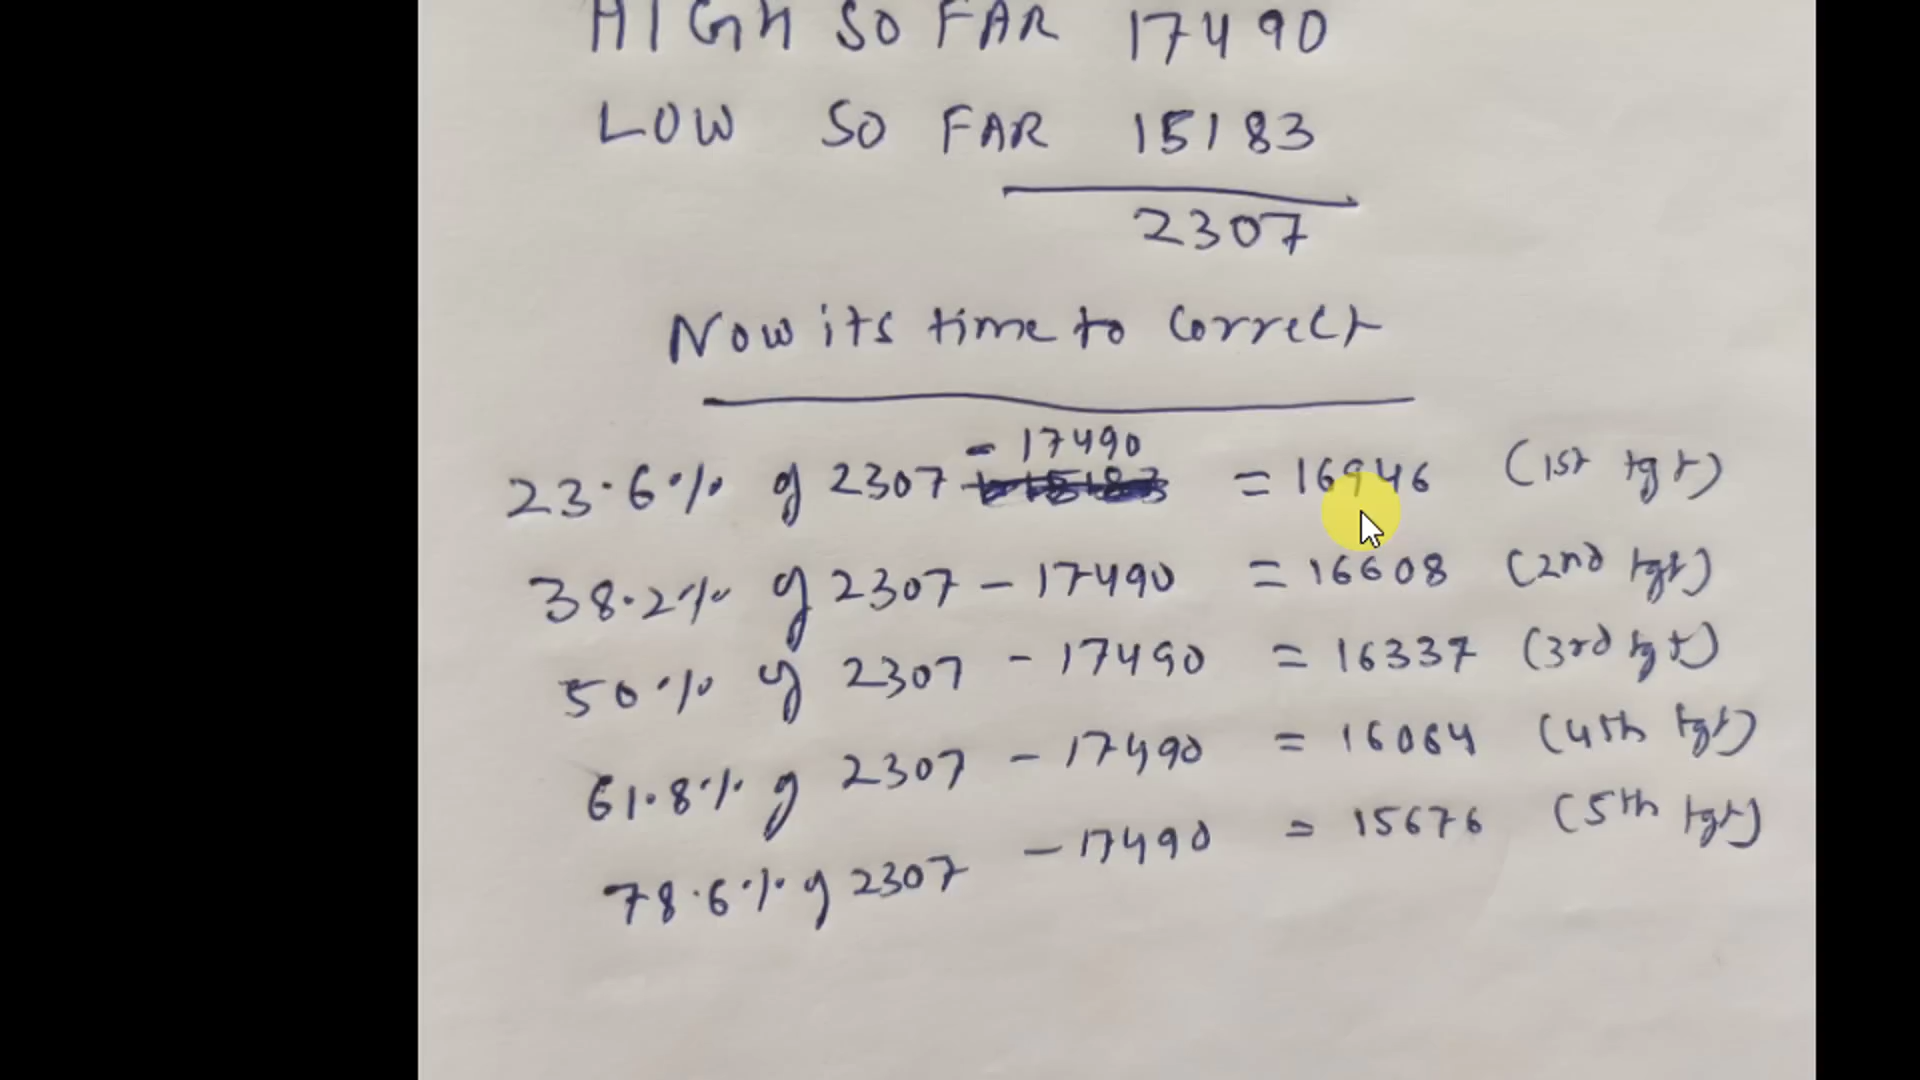 HIGH SO FAR 17490
LOW SO FAR 15183
2307
Now its time to correct
- 17490
23.6% of 2307 = 16946 (1st tgt)
38.2% of 2307 - 17490 = 16608 (2nd tgt)
50% of 2307 - 17490 = 16337 (3rd tgt)
61.8% of 2307 - 17490 = 16064 (4th tgt)
78.6% of 2307 - 17490 = 15676 (5th tgt)